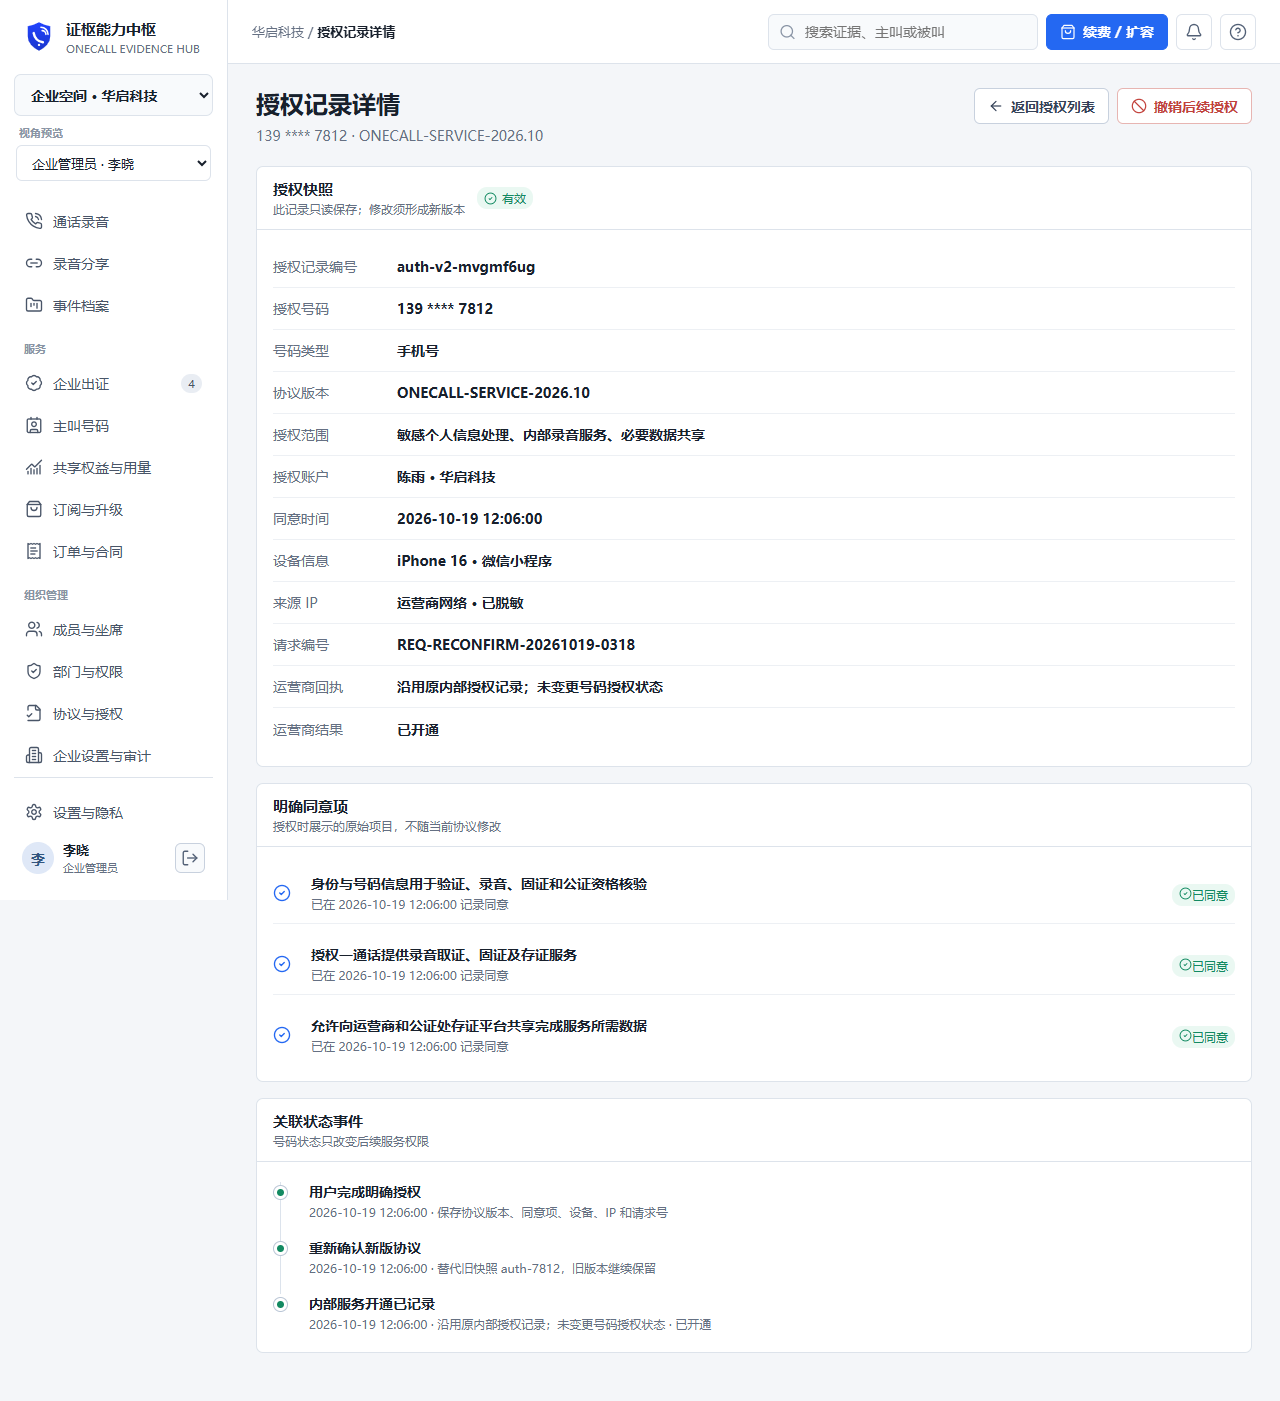 证枢能力中枢
ONECALL EVIDENCE HUB
企业空间 • 华启科技
视角预览
企业管理员 · 李晓
通话录音
录音分享
事件档案
服务
企业出证
4
主叫号码
共享权益与用量
订阅与升级
订单与合同
组织管理
成员与坐席
部门与权限
协议与授权
企业设置与审计
设置与隐私
李
李晓
企业管理员
华启科技 / 授权记录详情
搜索证据、主叫或被叫
续费 / 扩容
授权记录详情
139 **** 7812 · ONECALL-SERVICE-2026.10
返回授权列表
撤销后续授权
授权快照
此记录只读保存；修改须形成新版本
有效
授权记录编号 auth-v2-mvgmf6ug
授权号码 139 **** 7812
号码类型 手机号
协议版本 ONECALL-SERVICE-2026.10
授权范围 敏感个人信息处理、内部录音服务、必要数据共享
授权账户 陈雨 • 华启科技
同意时间 2026-10-19 12:06:00
设备信息 iPhone 16 • 微信小程序
来源 IP 运营商网络 • 已脱敏
请求编号 REQ-RECONFIRM-20261019-0318
运营商回执 沿用原内部授权记录；未变更号码授权状态
运营商结果 已开通
明确同意项
授权时展示的原始项目，不随当前协议修改
身份与号码信息用于验证、录音、固证和公证资格核验
已在 2026-10-19 12:06:00 记录同意
已同意
授权一通话提供录音取证、固证及存证服务
已在 2026-10-19 12:06:00 记录同意
已同意
允许向运营商和公证处存证平台共享完成服务所需数据
已在 2026-10-19 12:06:00 记录同意
已同意
关联状态事件
号码状态只改变后续服务权限
用户完成明确授权
2026-10-19 12:06:00 · 保存协议版本、同意项、设备、IP 和请求号
重新确认新版协议
2026-10-19 12:06:00 · 替代旧快照 auth-7812，旧版本继续保留
内部服务开通已记录
2026-10-19 12:06:00 · 沿用原内部授权记录；未变更号码授权状态 · 已开通